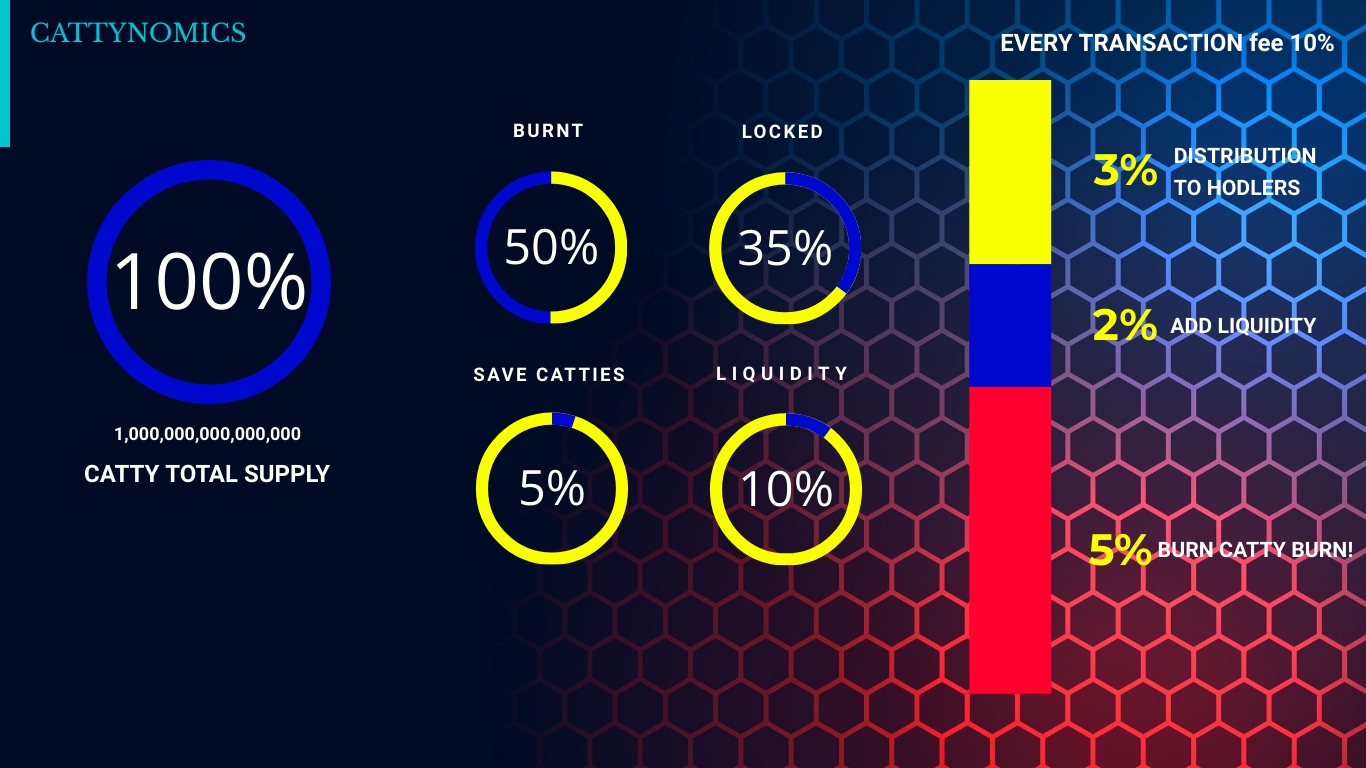 CATTYNOMICS
100%
1,000,000,000,000,000
CATTY TOTAL SUPPLY
BURNT
50%
LOCKED
35%
SAVE CATTIES
5%
LIQUIDITY
10%
EVERY TRANSACTION fee 10%
3% DISTRIBUTION
TO HODLERS
2% ADD LIQUIDITY
5% BURN CATTY BURN!